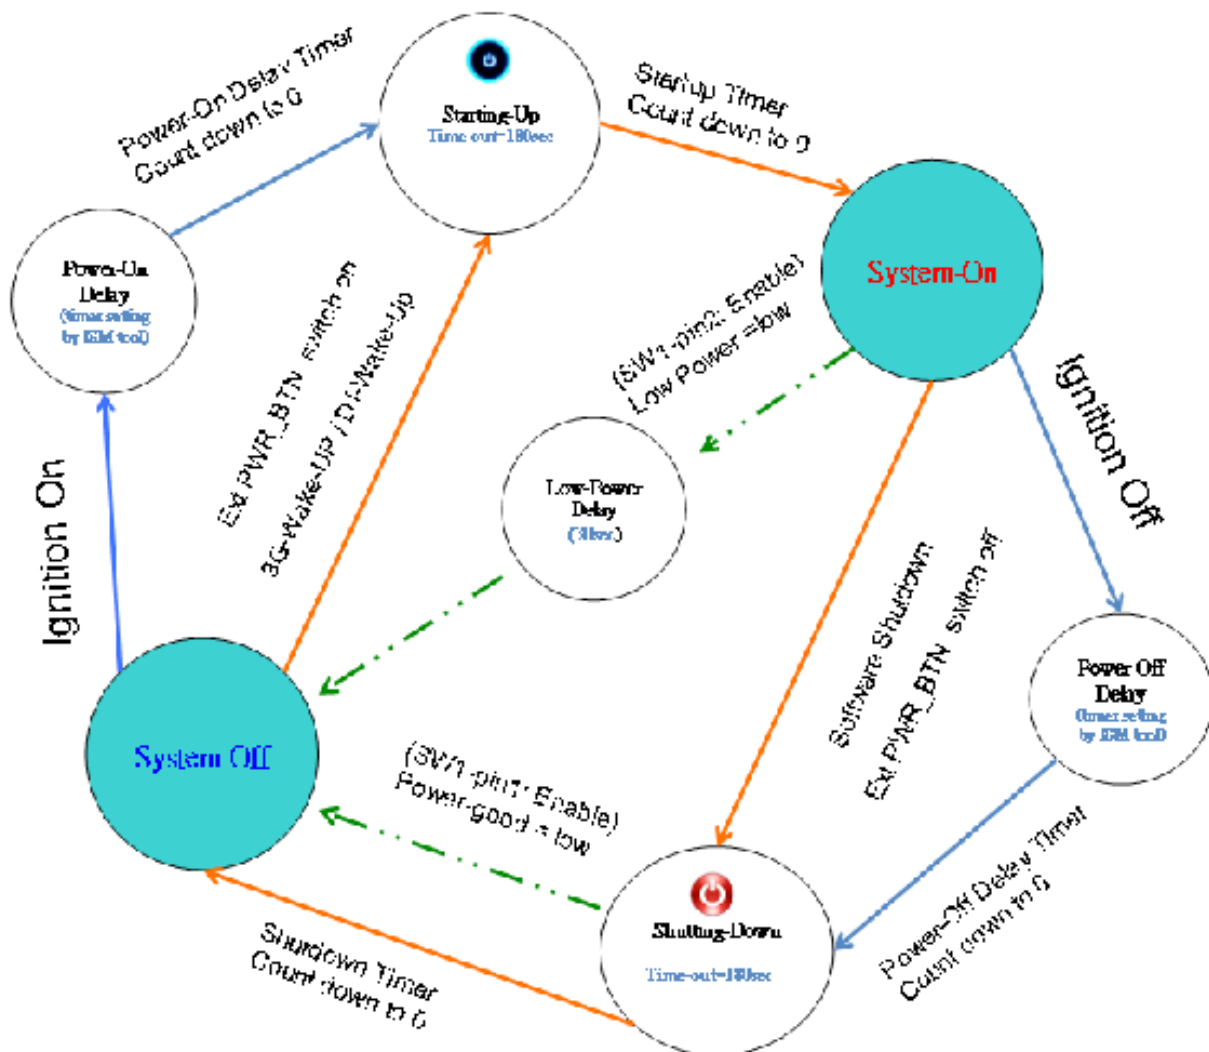 Power-On Delay Timer
Count down to 0
Starting-Up
Time out=180sec
Startup Timer
Count down to 0
System-On
Power-On
Delay
(timer setting
by IGM tool)
Ext PWR_BTN switch on
3G-Wake-UP / DI-Wake-Up
(SW1-pin2: Enable)
Low Power =low
Ignition Off
Ignition On
Low-Power
Delay
Software Shutdown
Ext PWR_BTN switch off
Power Off
Delay
(timer setting
by IGM tool)
System Off
(SW1-pin1: Enable)
Power-good = low
Shutting-Down
Time-out=180sec
Power-Off Delay Timer
Count down to 0
Shutdown Timer
Count down to 0